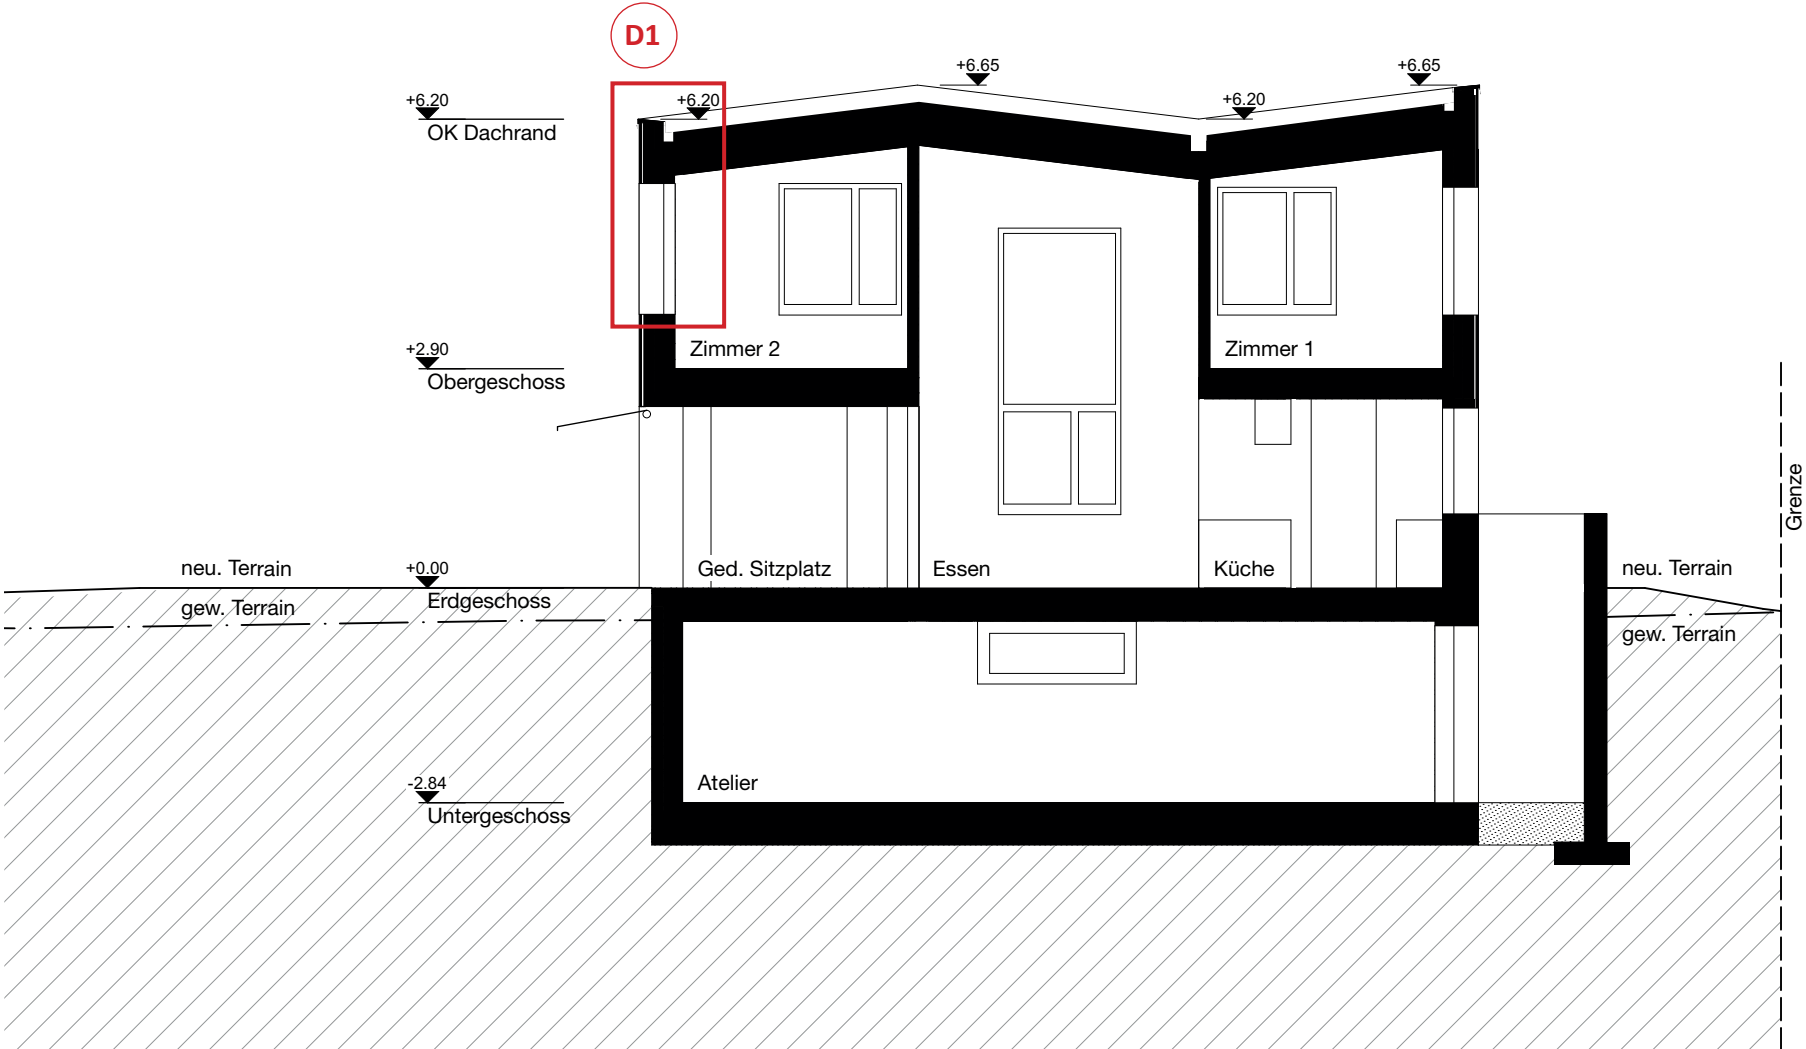 D1
+6.65
+6.65
+6.20
+6.20
+6.20
OK Dachrand
+2.90
Obergeschoss
Zimmer 2
Zimmer 1
Grenze
neu. Terrain
+0.00
Ged. Sitzplatz
Essen
Küche
neu. Terrain
gew. Terrain
Erdgeschoss
gew. Terrain
-2.84
Atelier
Untergeschoss